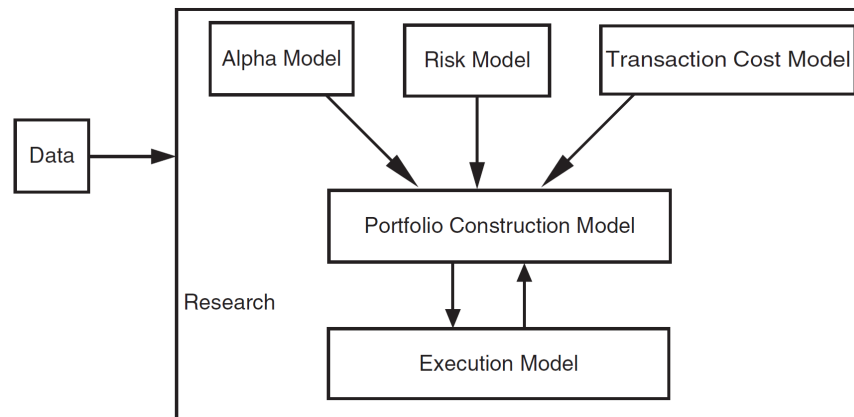 Alpha Model
Risk Model
Transaction Cost Model
Data
Portfolio Construction Model
Research
Execution Model